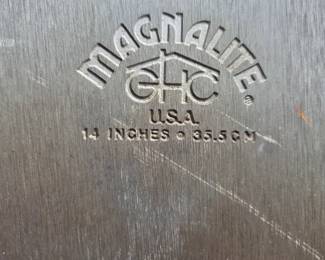 MAGNALITE®
GHC
U.S.A.
14 INCHES • 35.5 CM